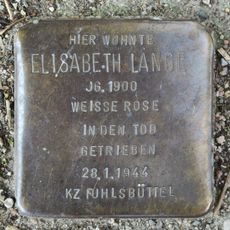 HIER WOHNTE
ELISABETH LANGE
JG. 1900
WEISSE ROSE
IN DEN TOD
GETRIEBEN
28.1.1944
KZ FUHLSBÜTTEL